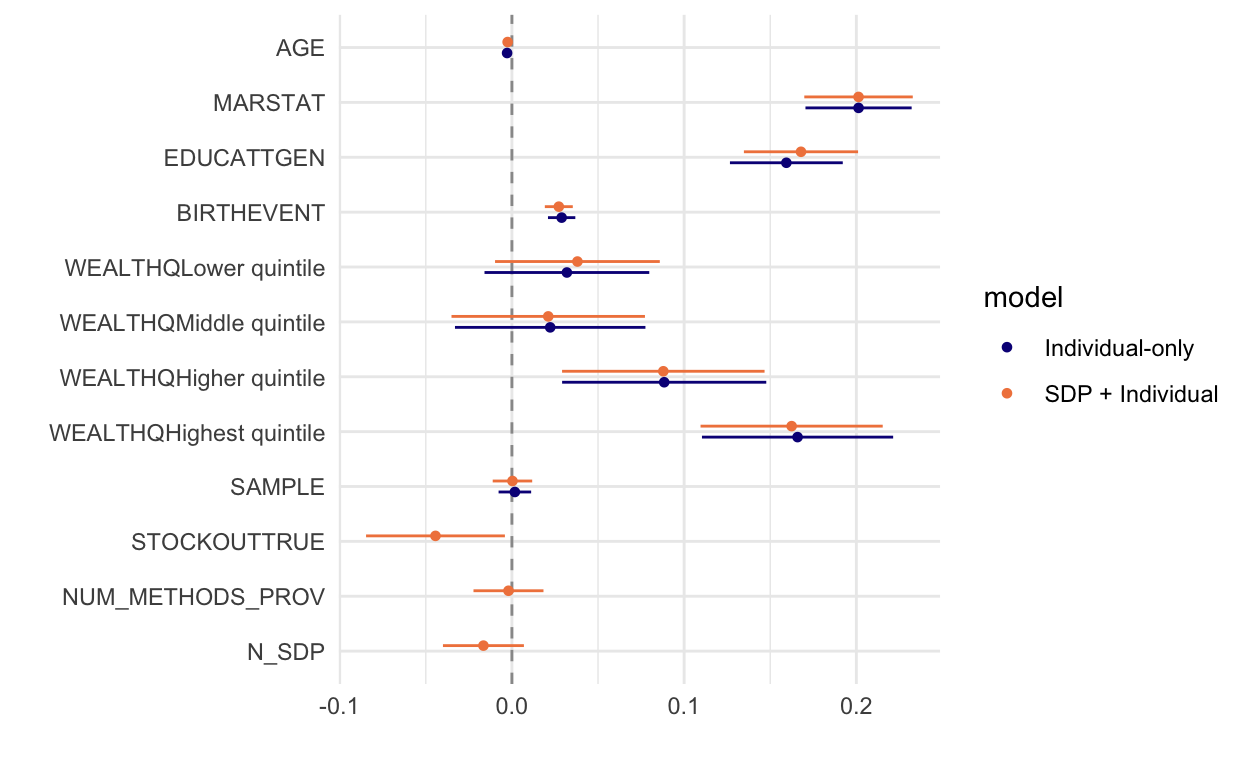 AGE
MARSTAT
EDUCATTGEN
BIRTHEVENT
WEALTHQLower quintile
WEALTHQMiddle quintile
WEALTHQHigher quintile
WEALTHQHighest quintile
SAMPLE
STOCKOUTTRUE
NUM_METHODS_PROV
N_SDP
-0.1 0.0 0.1 0.2
model
Individual-only
SDP + Individual